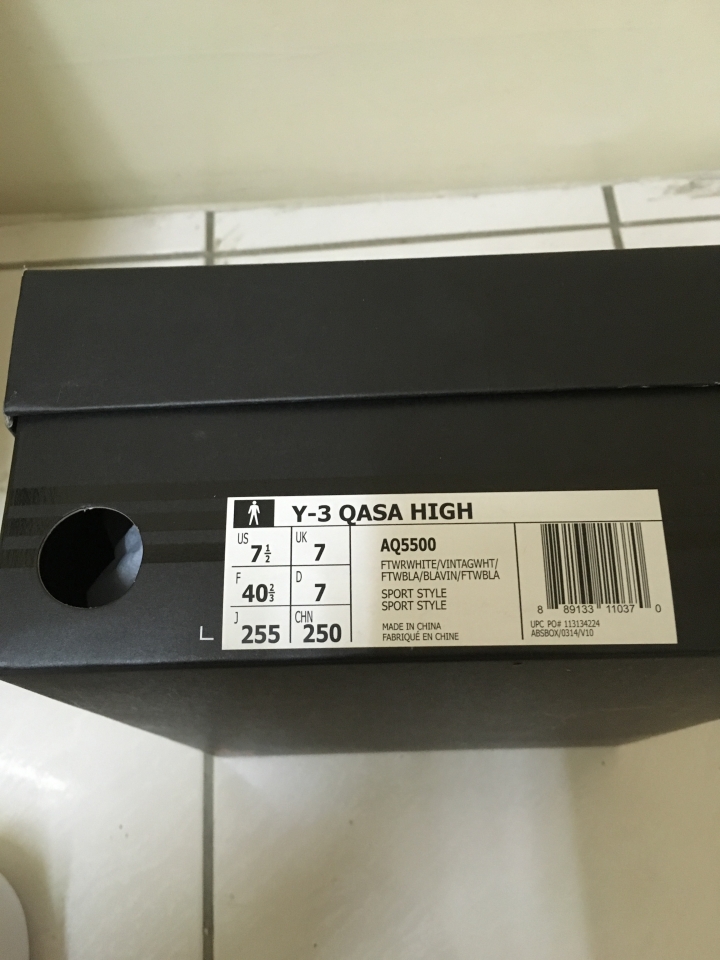 Y-3 QASA HIGH
US 7½ UK 7
F 40⅔ D 7
J 255 CHN 250
AQ5500
FTWRWHITE/VINTAGWHT/
FTWBLA/BLAVIN/FTWBLA
SPORT STYLE
SPORT STYLE
MADE IN CHINA
FABRIQUÉ EN CHINE
8 89133 11037 0
UPC PO# 113134224
ABSBOX/0314/V10